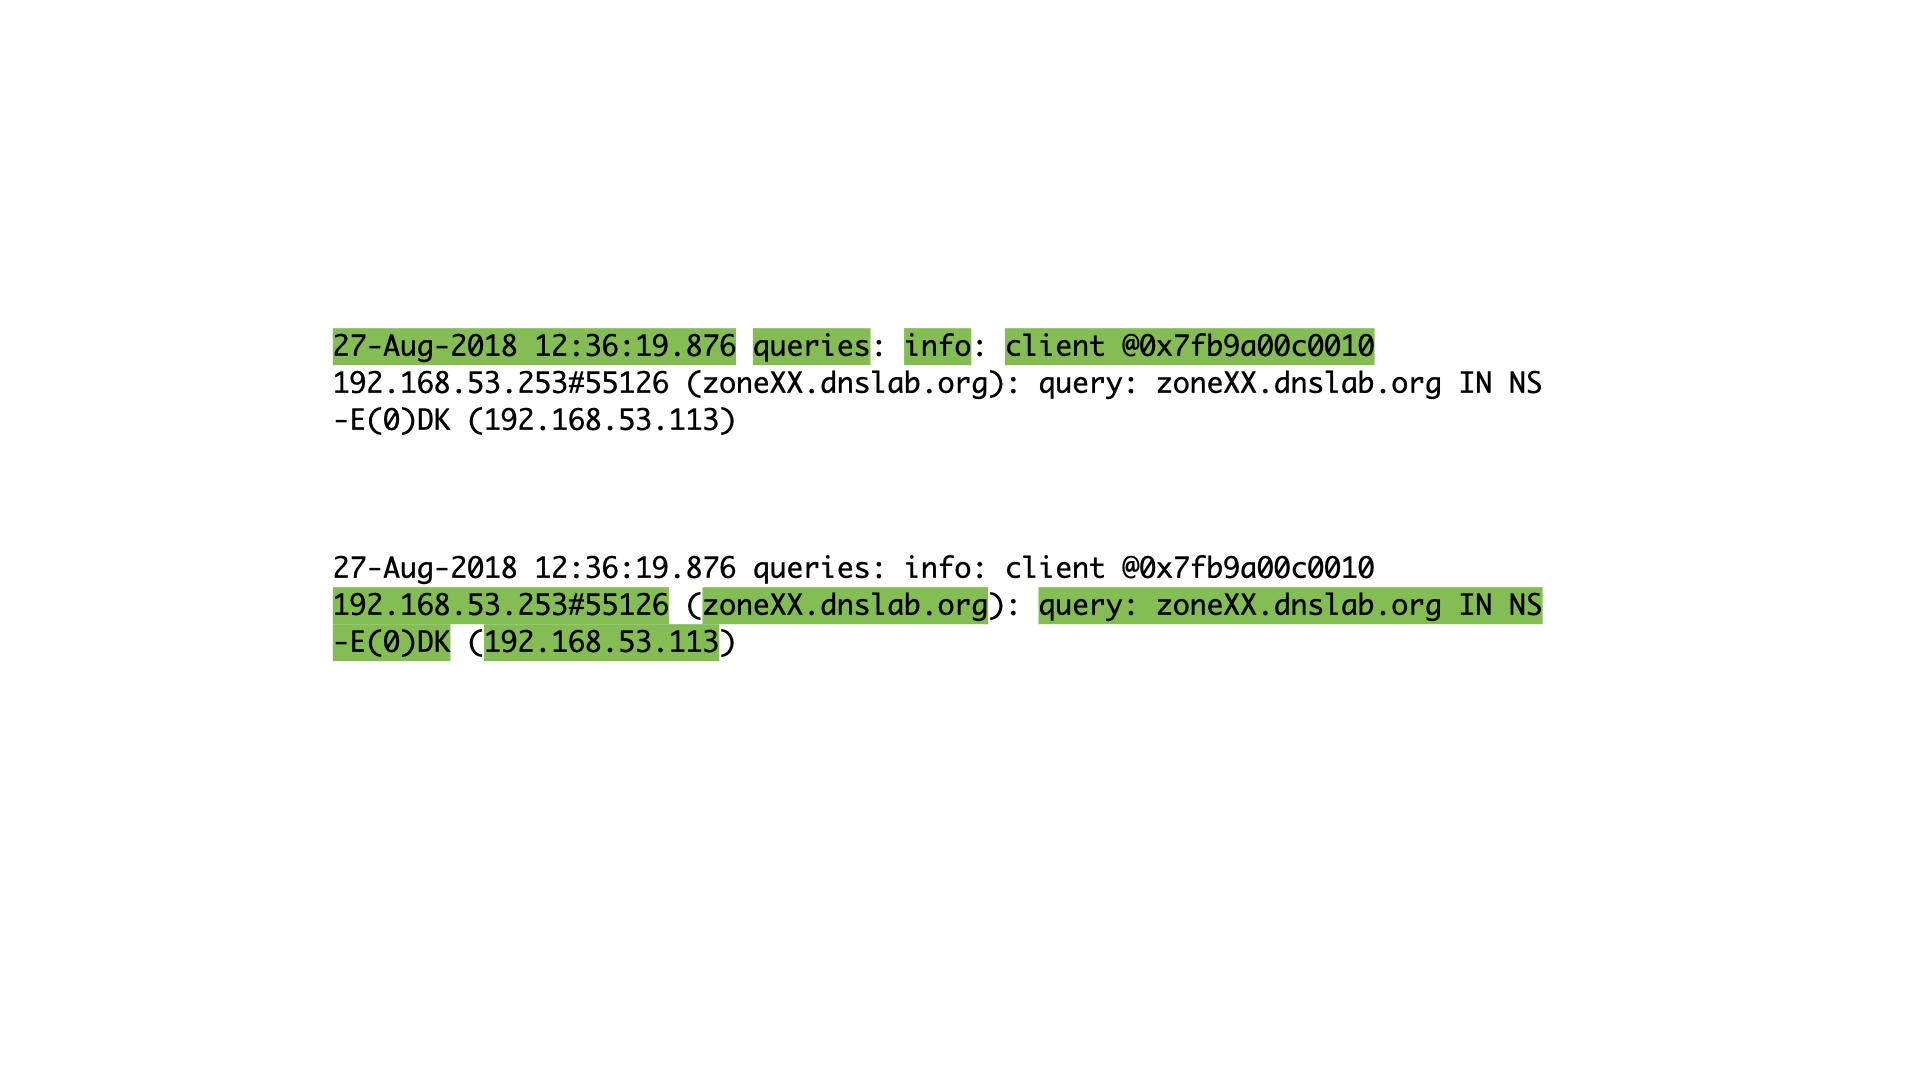 27-Aug-2018 12:36:19.876 queries: info: client @0x7fb9a00c0010
192.168.53.253#55126 (zoneXX.dnslab.org): query: zoneXX.dnslab.org IN NS
-E(0)DK (192.168.53.113)
27-Aug-2018 12:36:19.876 queries: info: client @0x7fb9a00c0010
192.168.53.253#55126 (zoneXX.dnslab.org): query: zoneXX.dnslab.org IN NS
-E(0)DK (192.168.53.113)